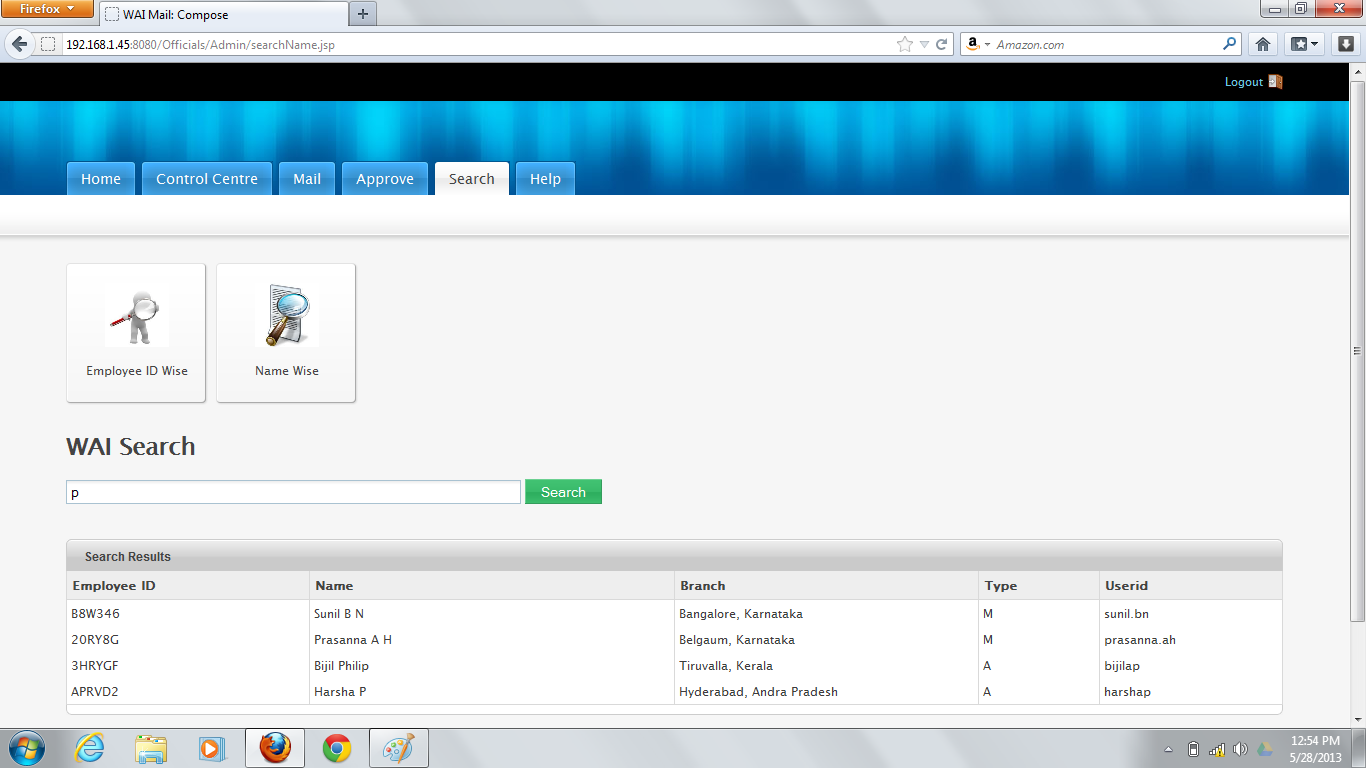 Firefox
WAI Mail: Compose
192.168.1.45:8080/Officials/Admin/searchName.jsp
Amazon.com
Logout
Home Control Centre Mail Approve Search Help
Employee ID Wise Name Wise
WAI Search
p Search
Search Results
Employee ID Name Branch Type Userid
B8W346 Sunil B N Bangalore, Karnataka M sunil.bn
20RY8G Prasanna A H Belgaum, Karnataka M prasanna.ah
3HRYGF Bijil Philip Tiruvalla, Kerala A bijilap
APRVD2 Harsha P Hyderabad, Andra Pradesh A harshap
12:54 PM
5/28/2013